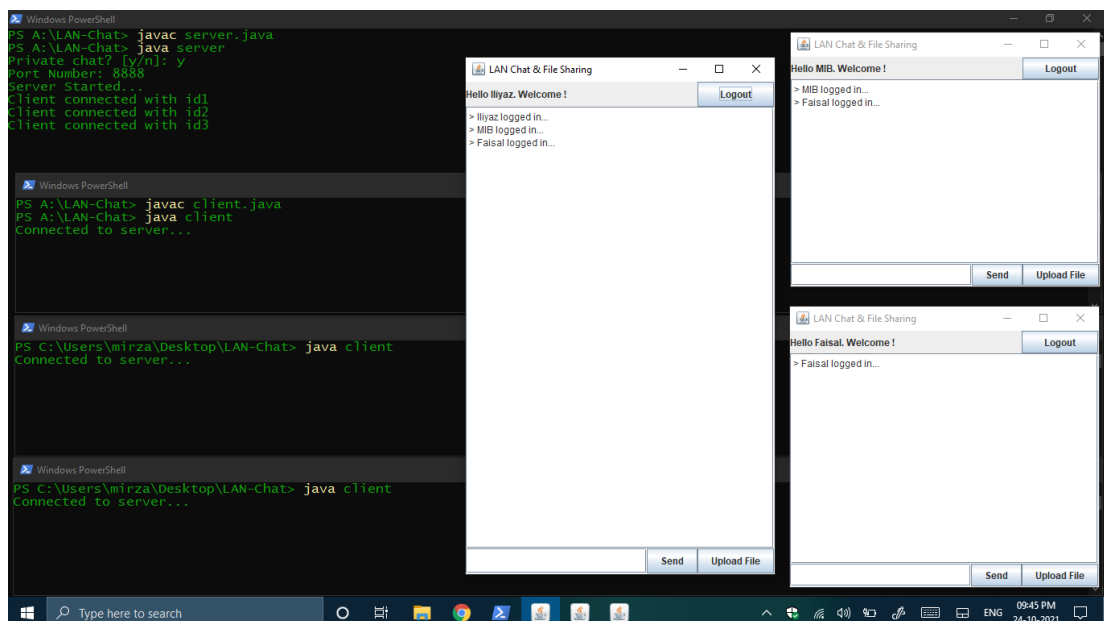 Windows PowerShell
PS A:\LAN-Chat> javac server.java
PS A:\LAN-Chat> java server
Private chat? [y/n]: y
Port Number: 8888
Server Started...
Client connected with id1
Client connected with id2
Client connected with id3
Windows PowerShell
PS A:\LAN-Chat> javac client.java
PS A:\LAN-Chat> java client
Connected to server...
Windows PowerShell
PS C:\Users\mirza\Desktop\LAN-Chat> java client
Connected to server...
Windows PowerShell
PS C:\Users\mirza\Desktop\LAN-Chat> java client
Connected to server...
LAN Chat & File Sharing
Hello Iliyaz. Welcome !
Logout
> Iliyaz logged in...
> MIB logged in...
> Faisal logged in...
Send
Upload File
LAN Chat & File Sharing
Hello MIB. Welcome !
Logout
> MIB logged in...
> Faisal logged in...
Send
Upload File
LAN Chat & File Sharing
Hello Faisal. Welcome !
Logout
> Faisal logged in...
Send
Upload File
Type here to search
ENG
09:45 PM
24-10-2021